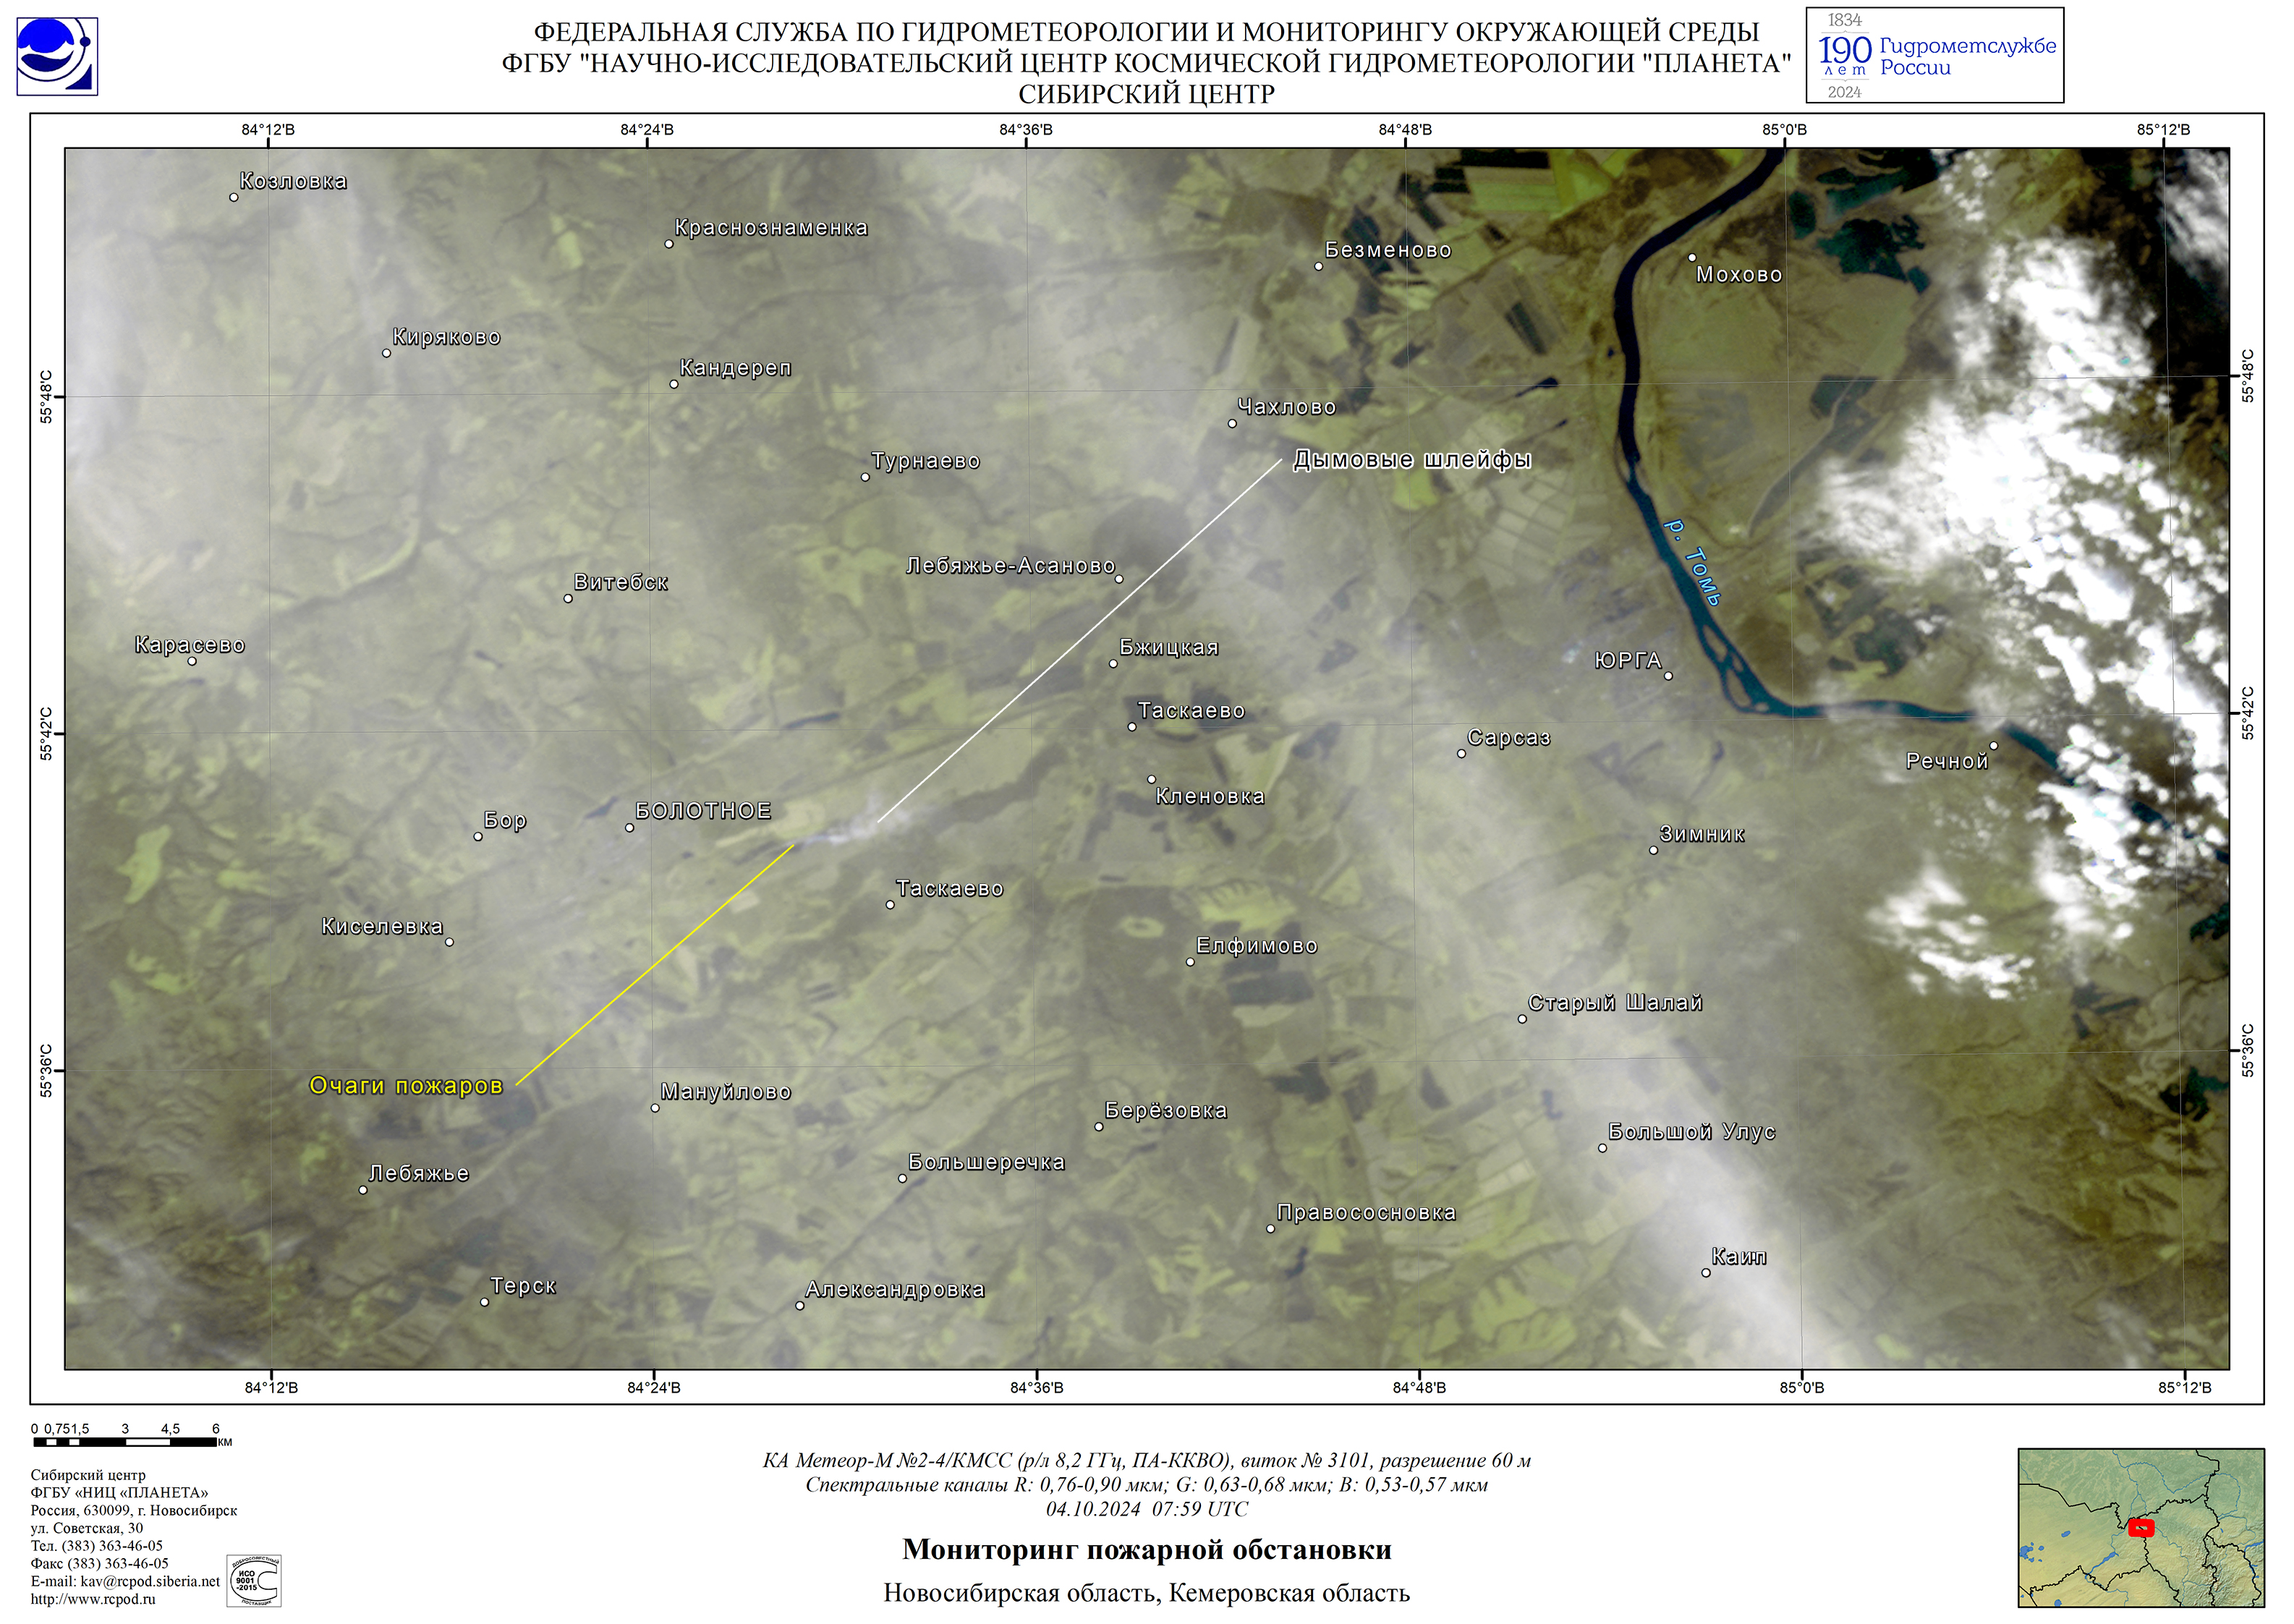 ФЕДЕРАЛЬНАЯ СЛУЖБА ПО ГИДРОМЕТЕОРОЛОГИИ И МОНИТОРИНГУ ОКРУЖАЮЩЕЙ СРЕДЫ
ФГБУ "НАУЧНО-ИССЛЕДОВАТЕЛЬСКИЙ ЦЕНТР КОСМИЧЕСКОЙ ГИДРОМЕТЕОРОЛОГИИ "ПЛАНЕТА"
СИБИРСКИЙ ЦЕНТР
1834
190 Гидрометслужбе
лет России
2024
84°12'В 84°24'В 84°36'В 84°48'В 85°0'В 85°12'В
Козловка
Краснознаменка
Безменово
Мохово
Киряково
Кандереп
55°48'С 55°48'С
Чахлово
Турнаево
Дымовые шлейфы
р. Томь
Лебяжье-Асаново
Витебск
Карасево
Бжицкая
ЮРГА
Таскаево
55°42'С 55°42'С
Сарсаз
Речной
Кленовка
БОЛОТНОЕ
Бор
Зимник
Таскаево
Киселевка
Елфимово
Старый Шалай
55°36'С 55°36'С
Очаги пожаров
Мануйлово
Берёзовка
Большой Улус
Большеречка
Лебяжье
Правососновка
Каип
Терск
Александровка
84°12'В 84°24'В 84°36'В 84°48'В 85°0'В 85°12'В
0 0,751,5 3 4,5 6
км
Сибирский центр
ФГБУ «НИЦ «ПЛАНЕТА»
Россия, 630099, г. Новосибирск
ул. Советская, 30
Тел. (383) 363-46-05
Факс (383) 363-46-05
E-mail: kav@rcpod.siberia.net
http://www.rcpod.ru
ДОБРОСОВЕСТНЫЙ
ИСО
9001
-2015
ПОСТАВЩИК
КА Метеор-М №2-4/КМСС (р/л 8,2 ГГц, ПА-ККВО), виток № 3101, разрешение 60 м
Спектральные каналы R: 0,76-0,90 мкм; G: 0,63-0,68 мкм; B: 0,53-0,57 мкм
04.10.2024 07:59 UTC
Мониторинг пожарной обстановки
Новосибирская область, Кемеровская область